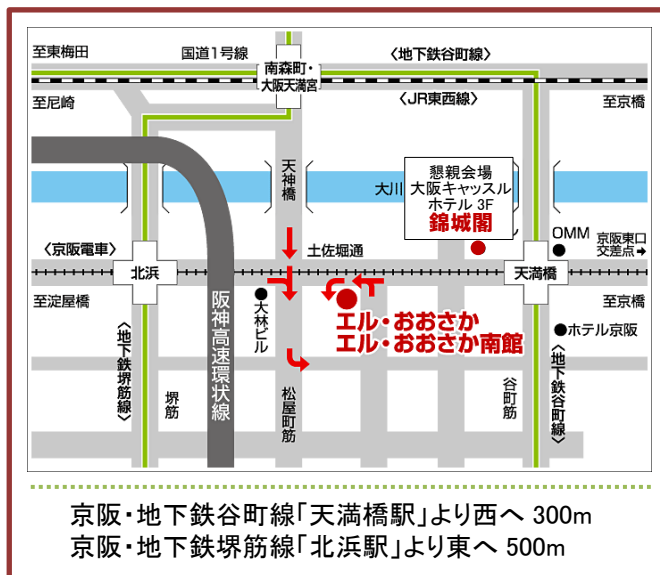 至東梅田
国道1号線
南森町・
大阪天満宮
〈地下鉄谷町線〉
至尼崎
〈JR東西線〉
至京橋
天神橋
大川
懇親会場
大阪キャッスル
ホテル 3F
錦城閣
OMM
京阪東口
交差点
〈京阪電車〉
北浜
土佐堀通
天満橋
至淀屋橋
至京橋
大林ビル
エル・おおさか
エル・おおさか南館
ホテル京阪
阪神高速環状線
〈地下鉄堺筋線〉
堺筋
松屋町筋
谷町筋
〈地下鉄谷町線〉
京阪・地下鉄谷町線「天満橋駅」より西へ 300m
京阪・地下鉄堺筋線「北浜駅」より東へ 500m